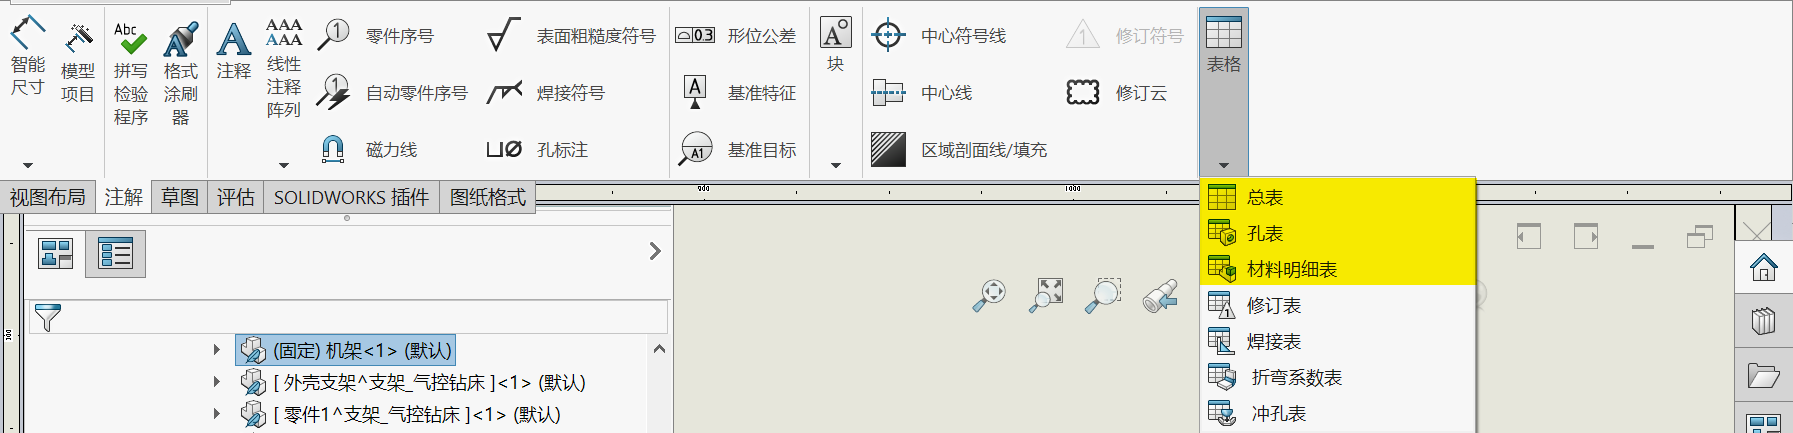 智能
尺寸
模型
项目
Abc
拼写
检验
程序
格式
涂刷
器
A
注释
AAA
AAA
线性
注释
阵列
1
零件序号
1
自动零件序号
磁力线
表面粗糙度符号
焊接符号
孔标注
0.3
形位公差
A
基准特征
A1
基准目标
A
块
中心符号线
中心线
区域剖面线/填充
1
修订符号
修订云
表格
视图布局
注解
草图
评估
SOLIDWORKS 插件
图纸格式
900
1000
总表
孔表
材料明细表
修订表
焊接表
折弯系数表
冲孔表
(固定) 机架<1> (默认)
[ 外壳支架^支架_气控钻床 ]<1> (默认)
[ 零件1^支架_气控钻床 ]<1> (默认)